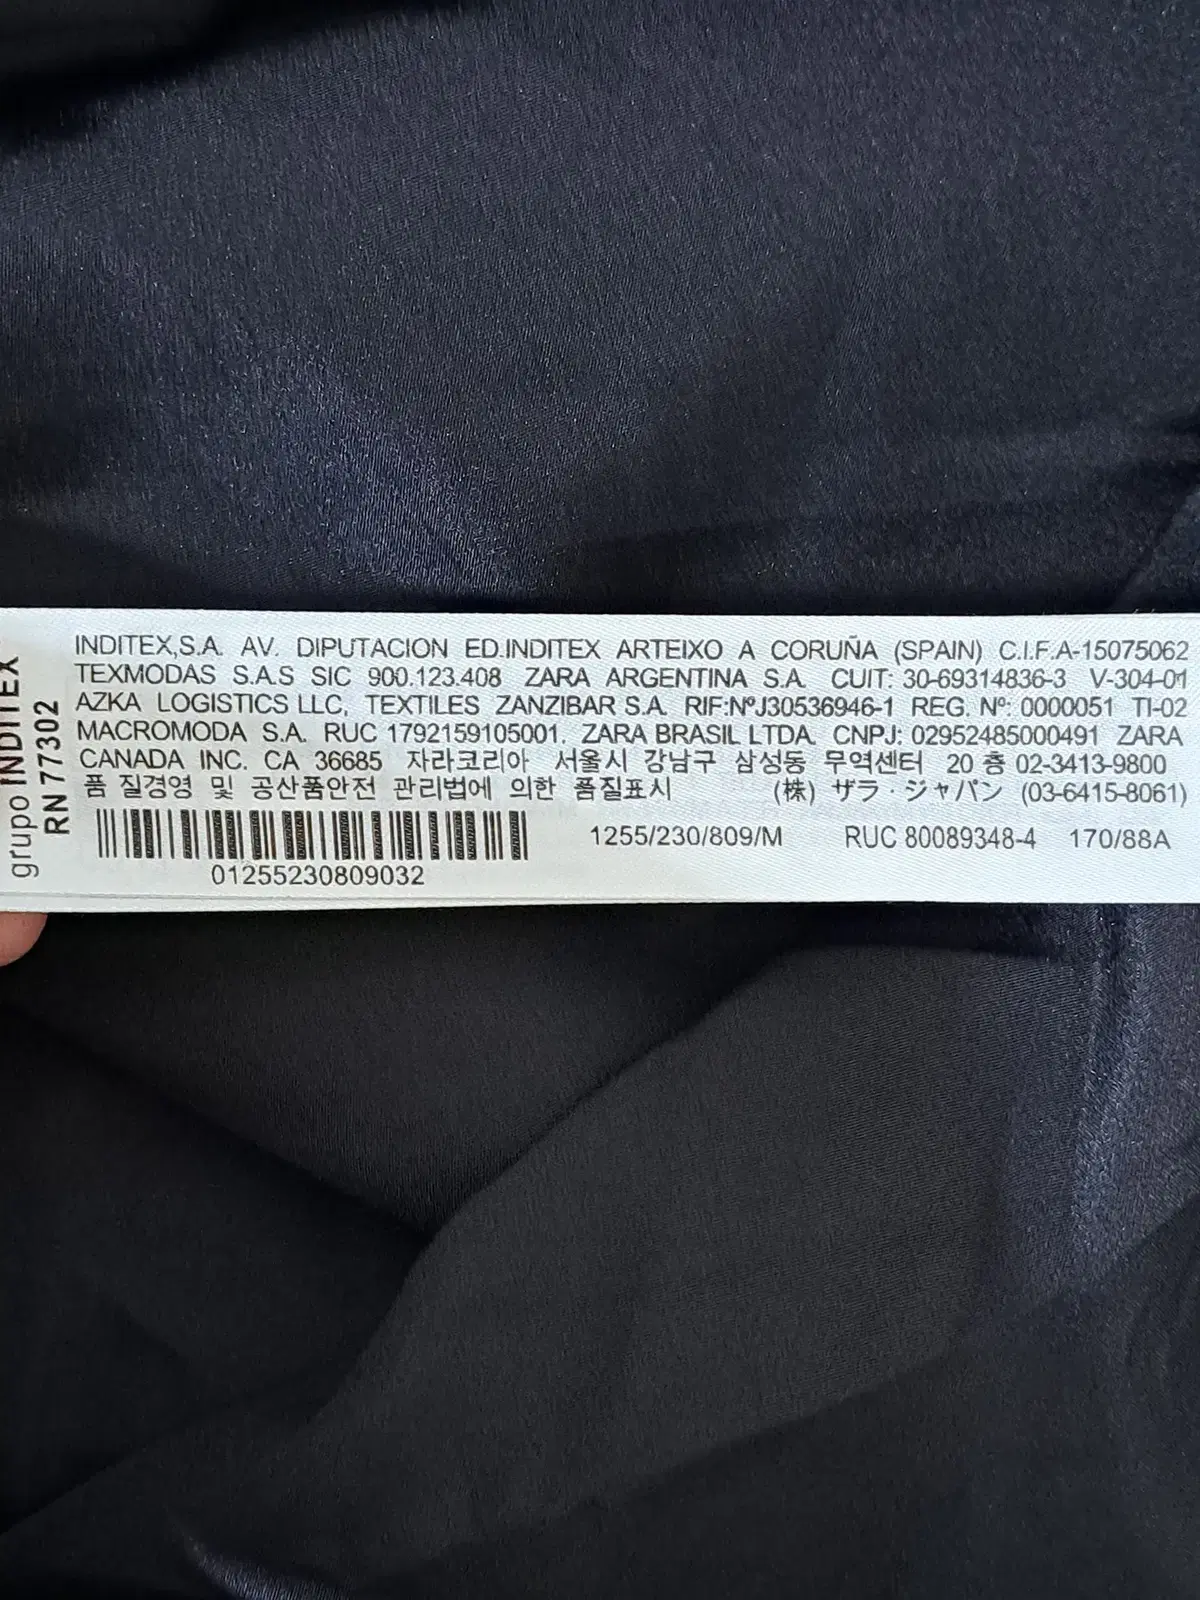 grupo INDITEX
RN 77302
INDITEX,S.A. AV. DIPUTACION ED.INDITEX ARTEIXO A CORUÑA (SPAIN) C.I.F.A-15075062
TEXMODAS S.A.S SIC 900.123.408 ZARA ARGENTINA S.A. CUIT: 30-69314836-3 V-304-01
AZKA LOGISTICS LLC, TEXTILES ZANZIBAR S.A. RIF:NºJ30536946-1 REG. Nº: 0000051 TI-02
MACROMODA S.A. RUC 1792159105001, ZARA BRASIL LTDA. CNPJ: 02952485000491 ZARA
CANADA INC. CA 36685 자라코리아 서울시 강남구 삼성동 무역센터 20 층 02-3413-9800
품 질경영 및 공산품안전 관리법에 의한 품질표시 (株) ザラ・ジャパン (03-6415-8061)
1255/230/809/M RUC 80089348-4 170/88A
01255230809032